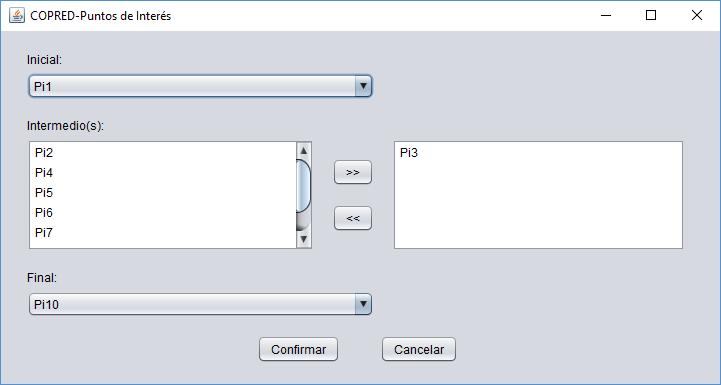 COPRED-Puntos de Interés
Inicial:
Pi1
Intermedio(s):
Pi2
Pi4
Pi5
Pi6
Pi7
>>
<<
Pi3
Final:
Pi10
Confirmar
Cancelar